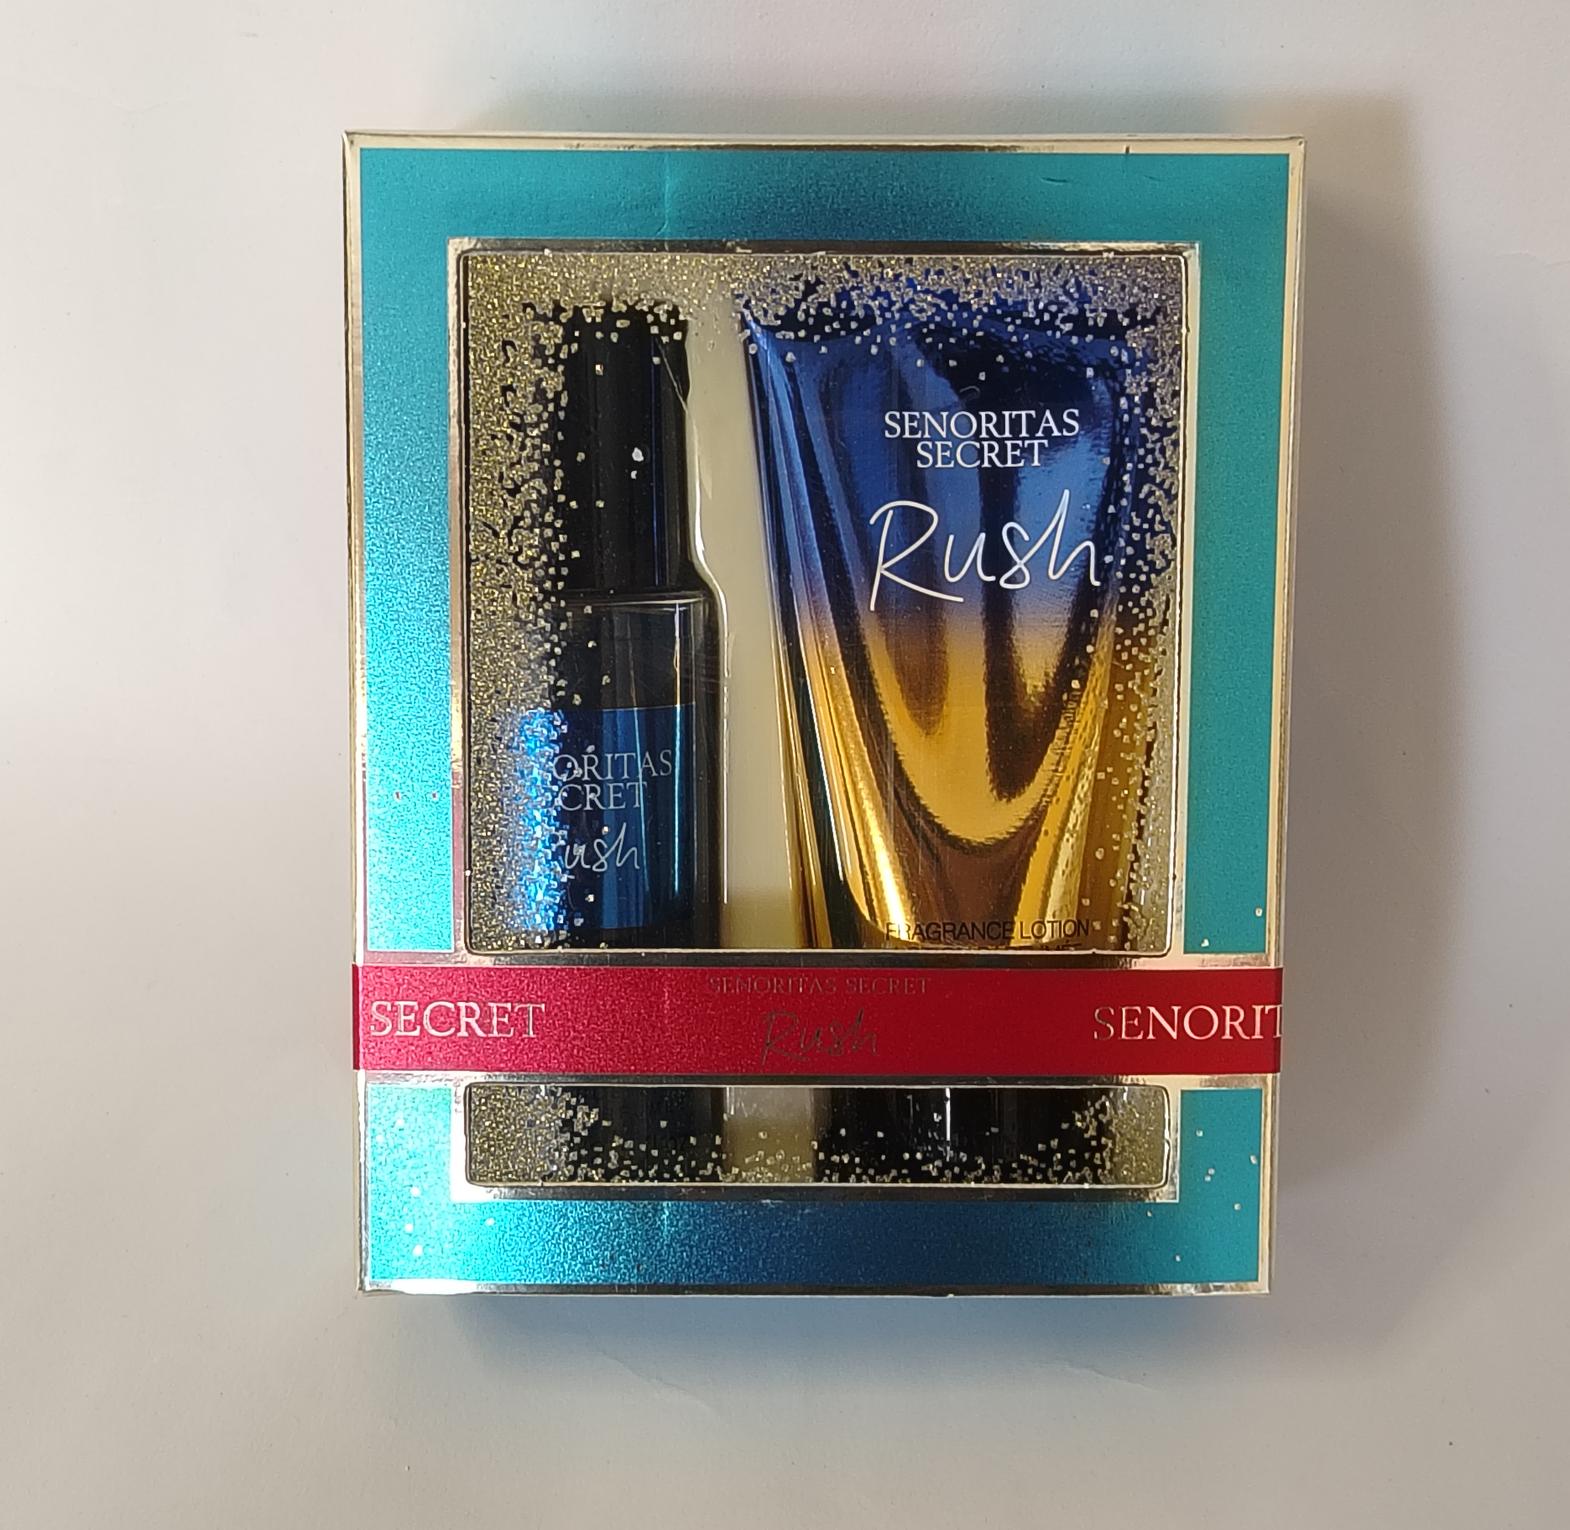 SENORITAS
SECRET
Rush
FRAGRANCE LOTION
ORITAS
CRET
ush
SECRET
SENORITAS SECRET
Rush
SENORIT